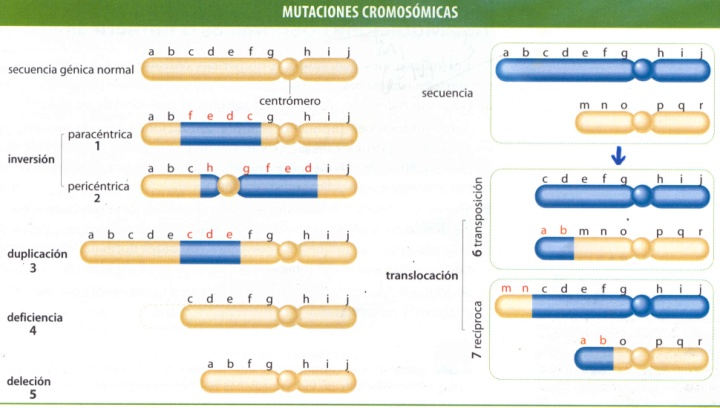 MUTACIONES CROMOSÓMICAS
a b c d e f g h i j
secuencia génica normal
centrómero
a b f e d c g h i j
inversión
paracéntrica
1
a b c h g f e d i j
pericéntrica
2
a b c d e c d e f g h i j
duplicación
3
c d e f g h i j
deficiencia
4
a b f g h i j
deleción
5
a b c d e f g h i j
secuencia
m n o p q r
translocación
6 transposición
c d e f g h i j
a b m n o p q r
7 recíproca
m n c d e f g h i j
a b o p q r